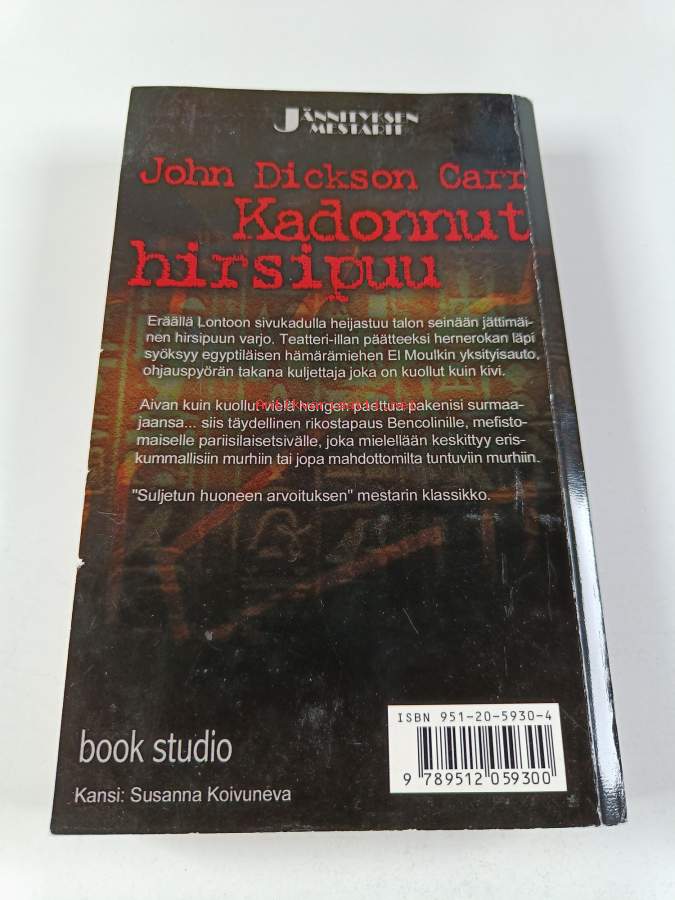 JÄNNITYKSEN
MESTARIT
John Dickson Carr
Kadonnut
hirsipuu
Eräällä Lontoon sivukadulla heijastuu talon seinään jättimäi-
nen hirsipuun varjo. Teatteri-illan päätteeksi hernerokan läpi
syöksyy egyptiläisen hämärämiehen El Moulkin yksityisauto,
ohjauspyörän takana kuljettaja joka on kuollut kuin kivi.
Aivan kuin kuollut vielä hengen paettua pakenisi surmaa-
jaansa... siis täydellinen rikostapaus Bencolinille, mefisto-
maiselle pariisilaisetsivälle, joka mielellään keskittyy eris-
kummallisiin murhiin tai jopa mahdottomilta tuntuviin murhiin.
"Suljetun huoneen arvoituksen" mestarin klassikko.
ISBN 951-20-5930-4
9 789512 059300
book studio
Kansi: Susanna Koivuneva